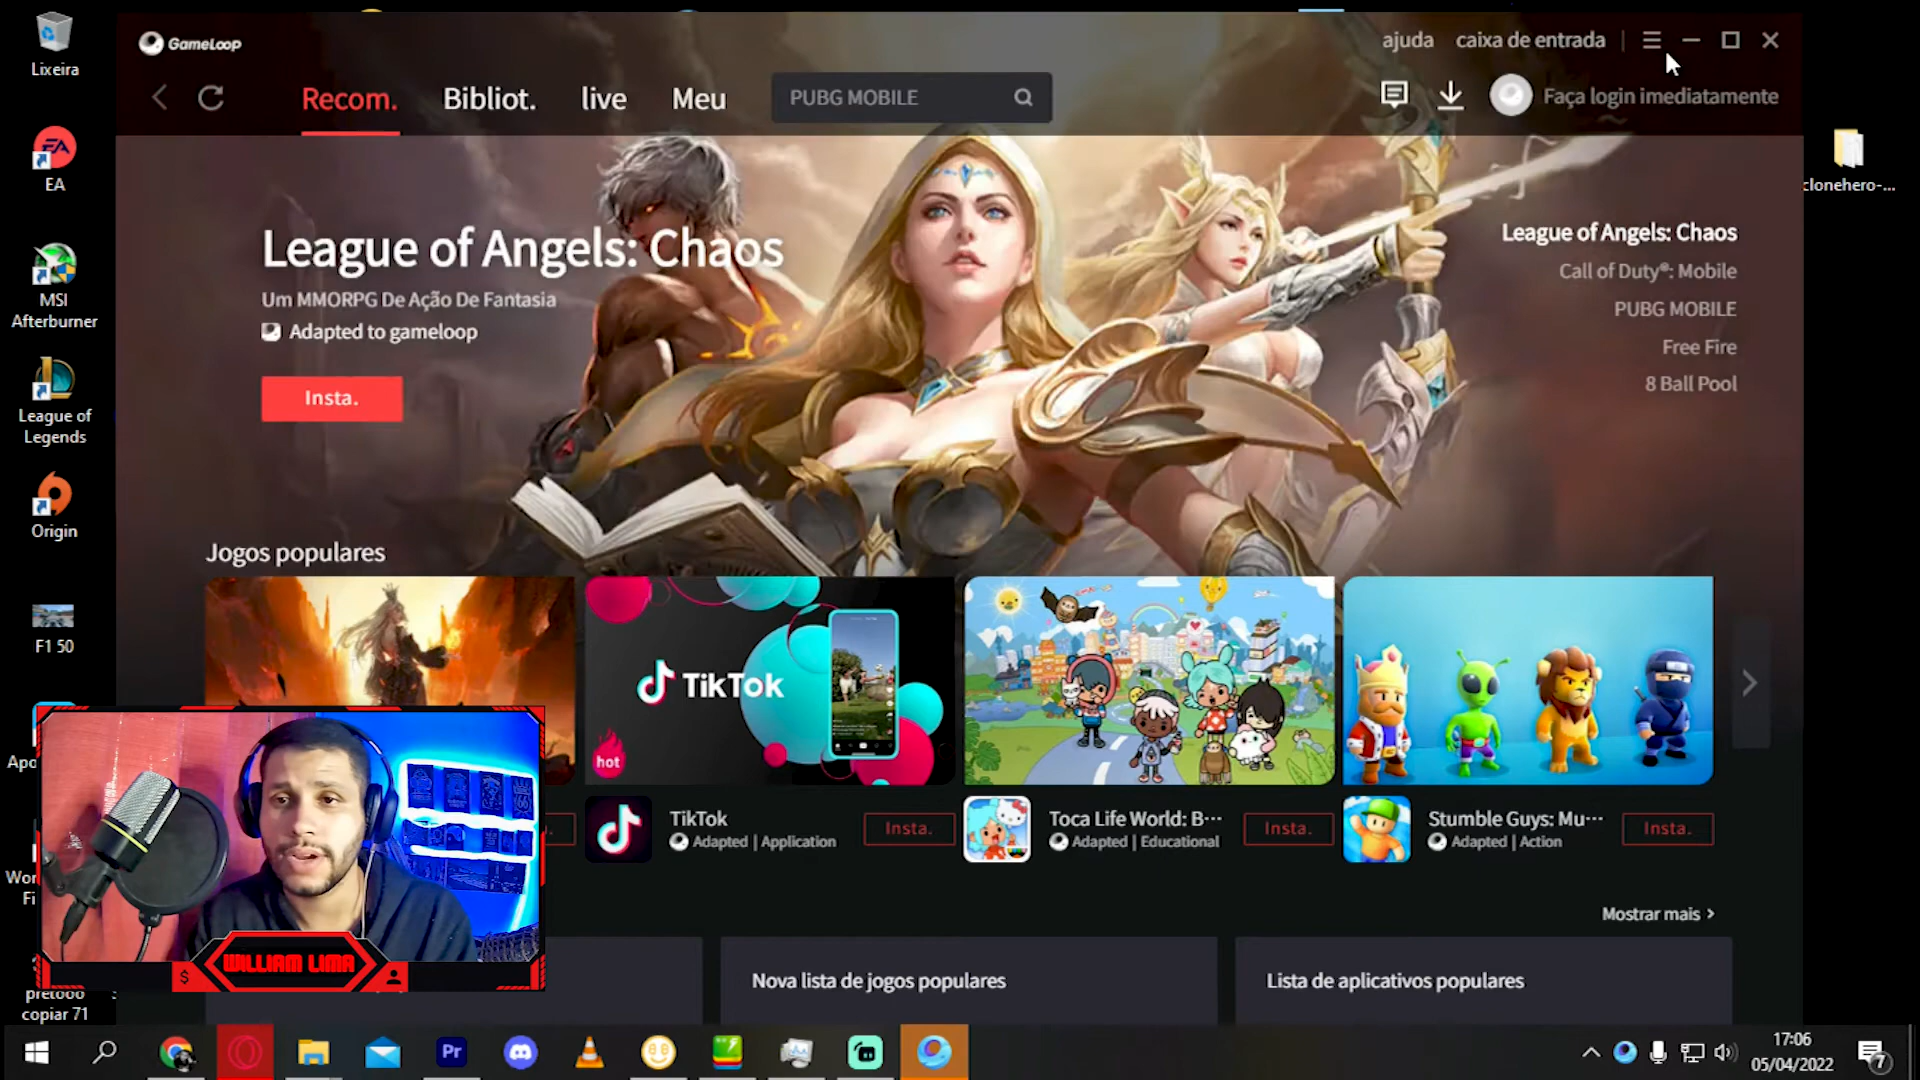 GameLoop
ajuda
caixa de entrada
Recom.
Bibliot.
live
Meu
PUBG MOBILE
Faça login imediatamente
Lixeira
EA
MSI
Afterburner
League of
Legends
Origin
F1 50
clonehero-...
League of Angels: Chaos
Um MMORPG De Ação De Fantasia
Adapted to gameloop
Insta.
League of Angels: Chaos
Call of Duty®: Mobile
PUBG MOBILE
Free Fire
8 Ball Pool
Jogos populares
TikTok
hot
TikTok
Adapted | Application
Insta.
Toca Life World: B···
Adapted | Educational
Insta.
Stumble Guys: Mu···
Adapted | Action
Insta.
Mostrar mais >
Nova lista de jogos populares
Lista de aplicativos populares
WILLIAM LIMA
pretooo
copiar 71
Pr
17:06
05/04/2022
7